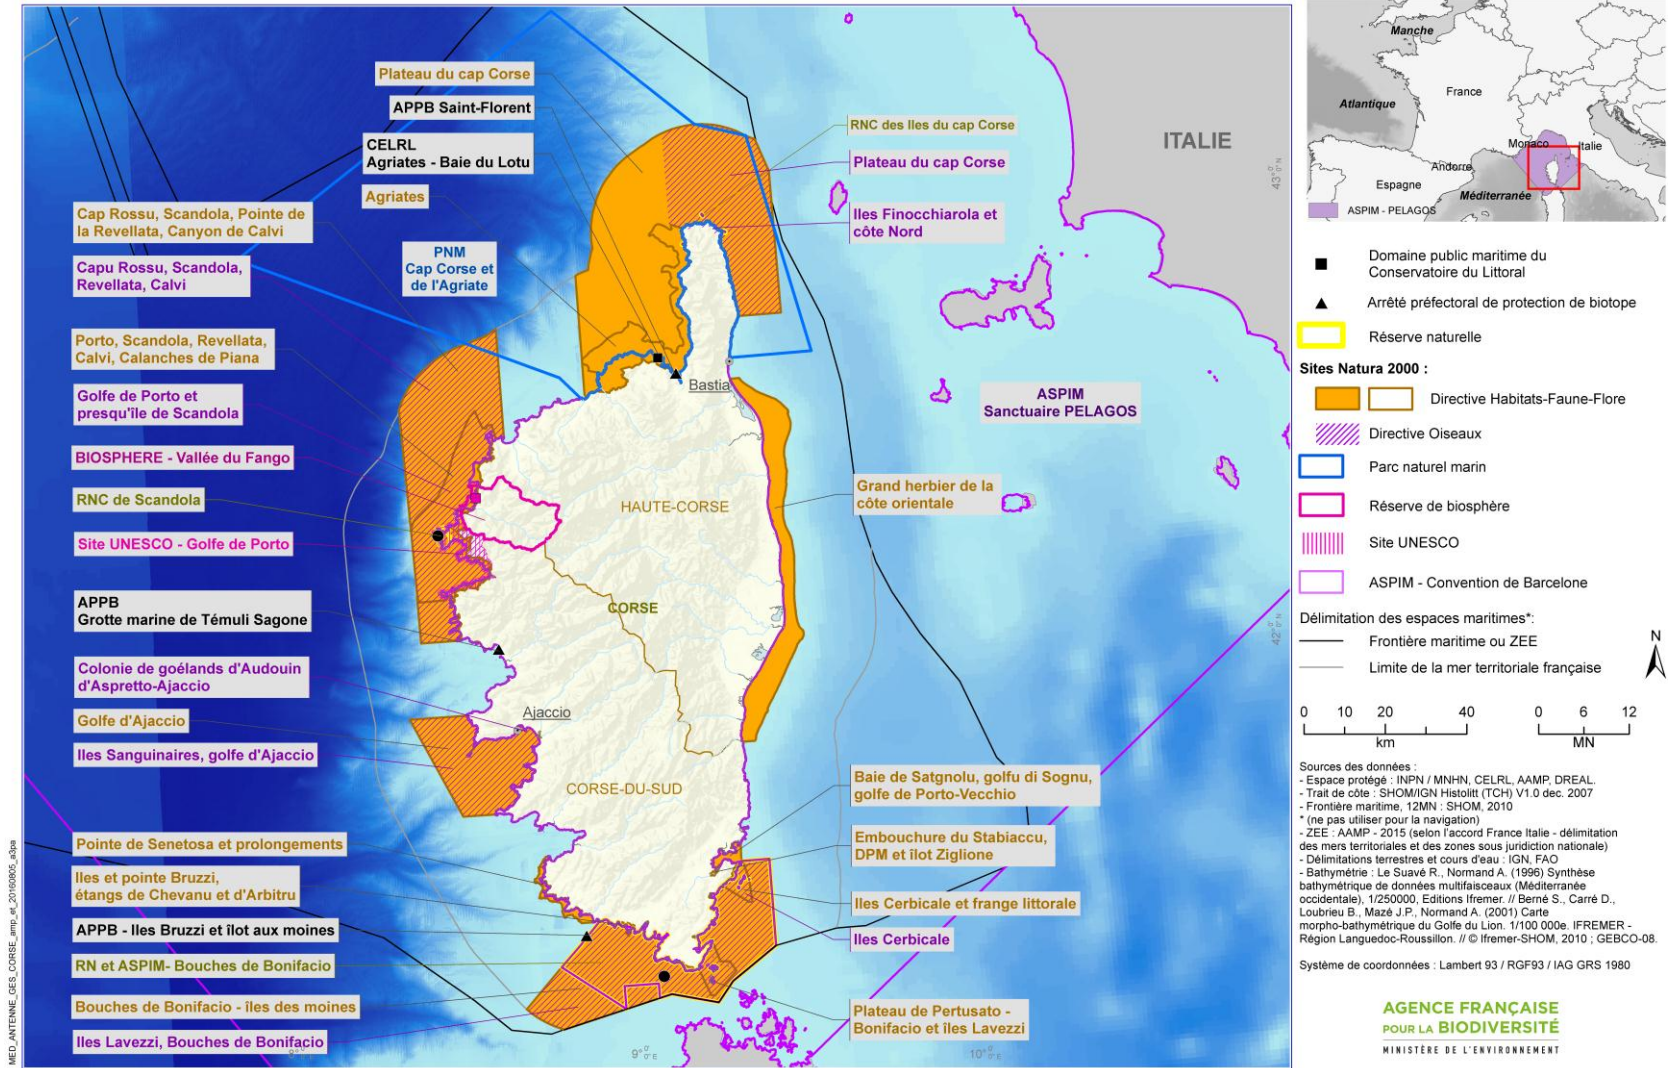 Plateau du cap Corse
APPB Saint-Florent
CELRL
Agriates - Baie du Lotu
Agriates
Cap Rossu, Scandola, Pointe de
la Revellata, Canyon de Calvi
Capu Rossu, Scandola,
Revellata, Calvi
PNM
Cap Corse et
de l'Agriate
Porto, Scandola, Revellata,
Calvi, Calanches de Piana
Golfe de Porto et
presqu'île de Scandola
BIOSPHERE - Vallée du Fango
RNC de Scandola
Site UNESCO - Golfe de Porto
APPB
Grotte marine de Témuli Sagone
Colonie de goélands d'Audouin
d'Aspretto-Ajaccio
Golfe d'Ajaccio
Iles Sanguinaires, golfe d'Ajaccio
Pointe de Senetosa et prolongements
Iles et pointe Bruzzi,
étangs de Chevanu et d'Arbitru
APPB - Iles Bruzzi et îlot aux moines
RN et ASPIM- Bouches de Bonifacio
Bouches de Bonifacio - îles des moines
Iles Lavezzi, Bouches de Bonifacio
RNC des Iles du cap Corse
Plateau du cap Corse
Iles Finocchiarola et
côte Nord
ITALIE
Bastia
ASPIM
Sanctuaire PELAGOS
Grand herbier de la
côte orientale
HAUTE-CORSE
CORSE
Ajaccio
CORSE-DU-SUD
Baie de Satgnolu, golfu di Sognu,
golfe de Porto-Vecchio
Embouchure du Stabiaccu,
DPM et îlot Ziglione
Iles Cerbicale et frange littorale
Iles Cerbicale
Plateau de Pertusato -
Bonifacio et îles Lavezzi
43°0'0"N
42°0'0"N
9°0'0"E
10°0'0"E
MED_ANTENNE_GES_CORSE_amp_et_20160805_a3pa
Manche
Atlantique
France
Monaco
Italie
Andorre
Espagne
Méditerranée
ASPIM - PELAGOS
Domaine public maritime du
Conservatoire du Littoral
Arrêté préfectoral de protection de biotope
Réserve naturelle
Sites Natura 2000 :
Directive Habitats-Faune-Flore
Directive Oiseaux
Parc naturel marin
Réserve de biosphère
Site UNESCO
ASPIM - Convention de Barcelone
Délimitation des espaces maritimes*:
Frontière maritime ou ZEE
Limite de la mer territoriale française
N
0 10 20 40
km
0 6 12
MN
Sources des données :
- Espace protégé : INPN / MNHN, CELRL, AAMP, DREAL.
- Trait de côte : SHOM/IGN Histolitt (TCH) V1.0 dec. 2007
- Frontière maritime, 12MN : SHOM, 2010
* (ne pas utiliser pour la navigation)
- ZEE : AAMP - 2015 (selon l'accord France Italie - délimitation
des mers territoriales et des zones sous juridiction nationale)
- Délimitations terrestres et cours d'eau : IGN, FAO
- Bathymétrie : Le Suavé R., Normand A. (1996) Synthèse
bathymétrique de données multifaisceaux (Méditerranée
occidentale), 1/250000, Editions Ifremer. // Berné S., Carré D.,
Loubrieu B., Mazé J.P., Normand A. (2001) Carte
morpho-bathymétrique du Golfe du Lion. 1/100 000e. IFREMER -
Région Languedoc-Roussillon. // © Ifremer-SHOM, 2010 ; GEBCO-08.
Système de coordonnées : Lambert 93 / RGF93 / IAG GRS 1980
AGENCE FRANÇAISE
POUR LA BIODIVERSITÉ
MINISTÈRE DE L'ENVIRONNEMENT